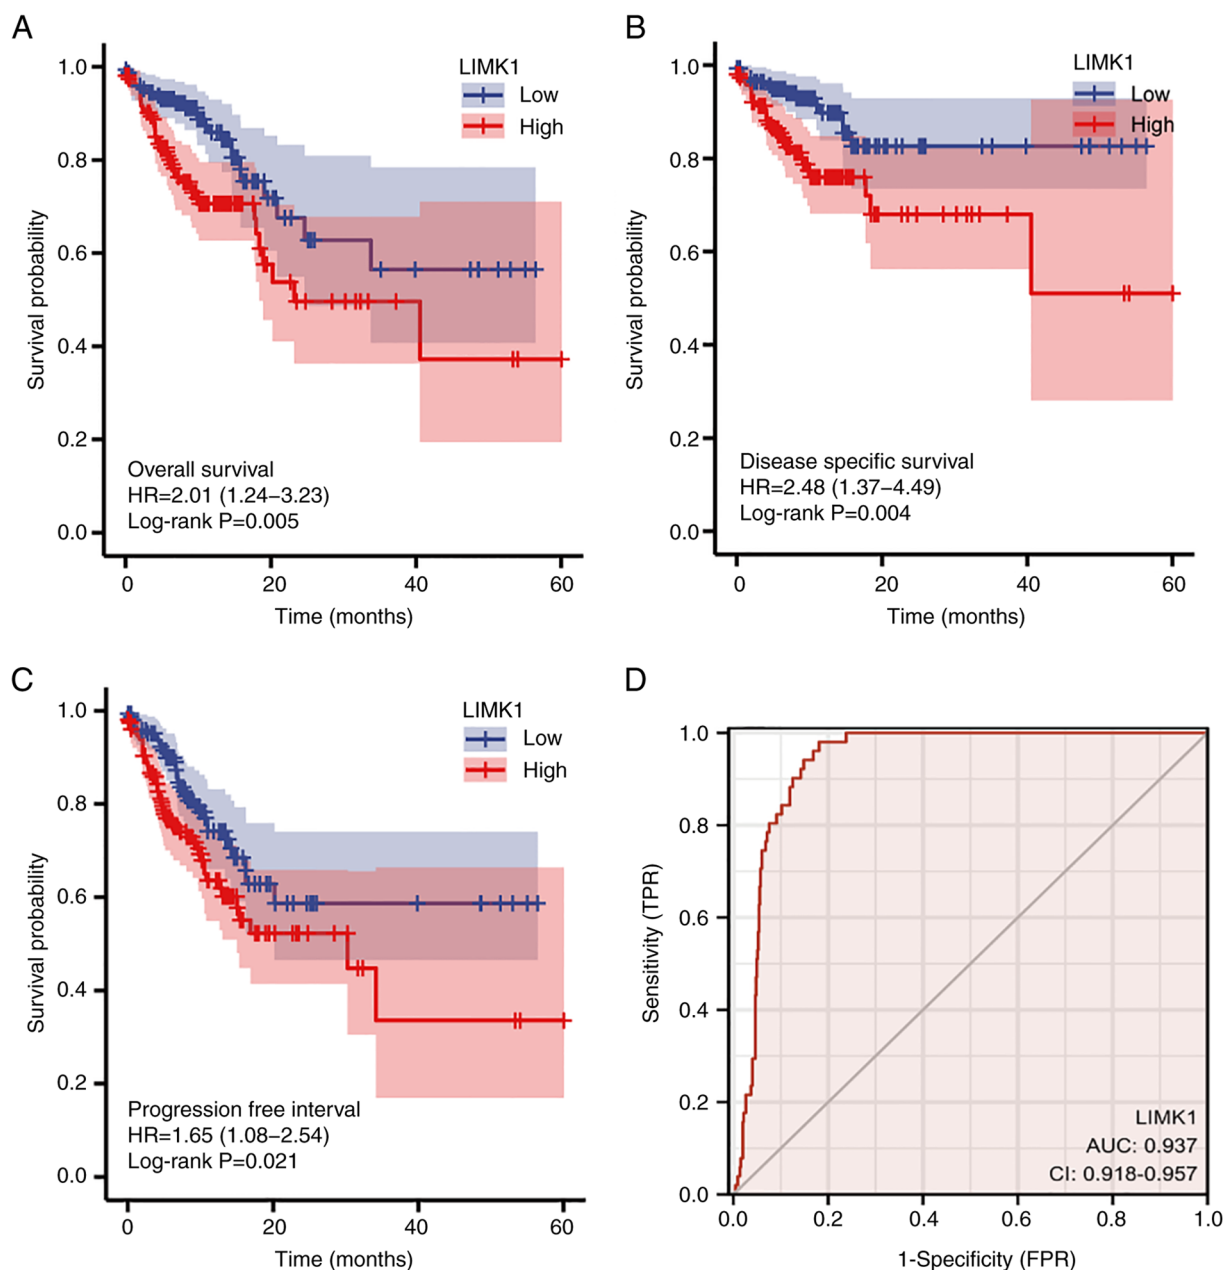 A
LIMK1
Low
High
1.0
0.8
0.6
0.4
0.2
0.0
Survival probability
Overall survival
HR=2.01 (1.24–3.23)
Log-rank P=0.005
0 20 40 60
Time (months)
B
LIMK1
Low
High
1.0
0.8
0.6
0.4
0.2
0.0
Survival probability
Disease specific survival
HR=2.48 (1.37–4.49)
Log-rank P=0.004
0 20 40 60
Time (months)
C
LIMK1
Low
High
1.0
0.8
0.6
0.4
0.2
0.0
Survival probability
Progression free interval
HR=1.65 (1.08–2.54)
Log-rank P=0.021
0 20 40 60
Time (months)
D
1.0
0.8
0.6
0.4
0.2
0.0
Sensitivity (TPR)
LIMK1
AUC: 0.937
CI: 0.918-0.957
0.0 0.2 0.4 0.6 0.8 1.0
1-Specificity (FPR)